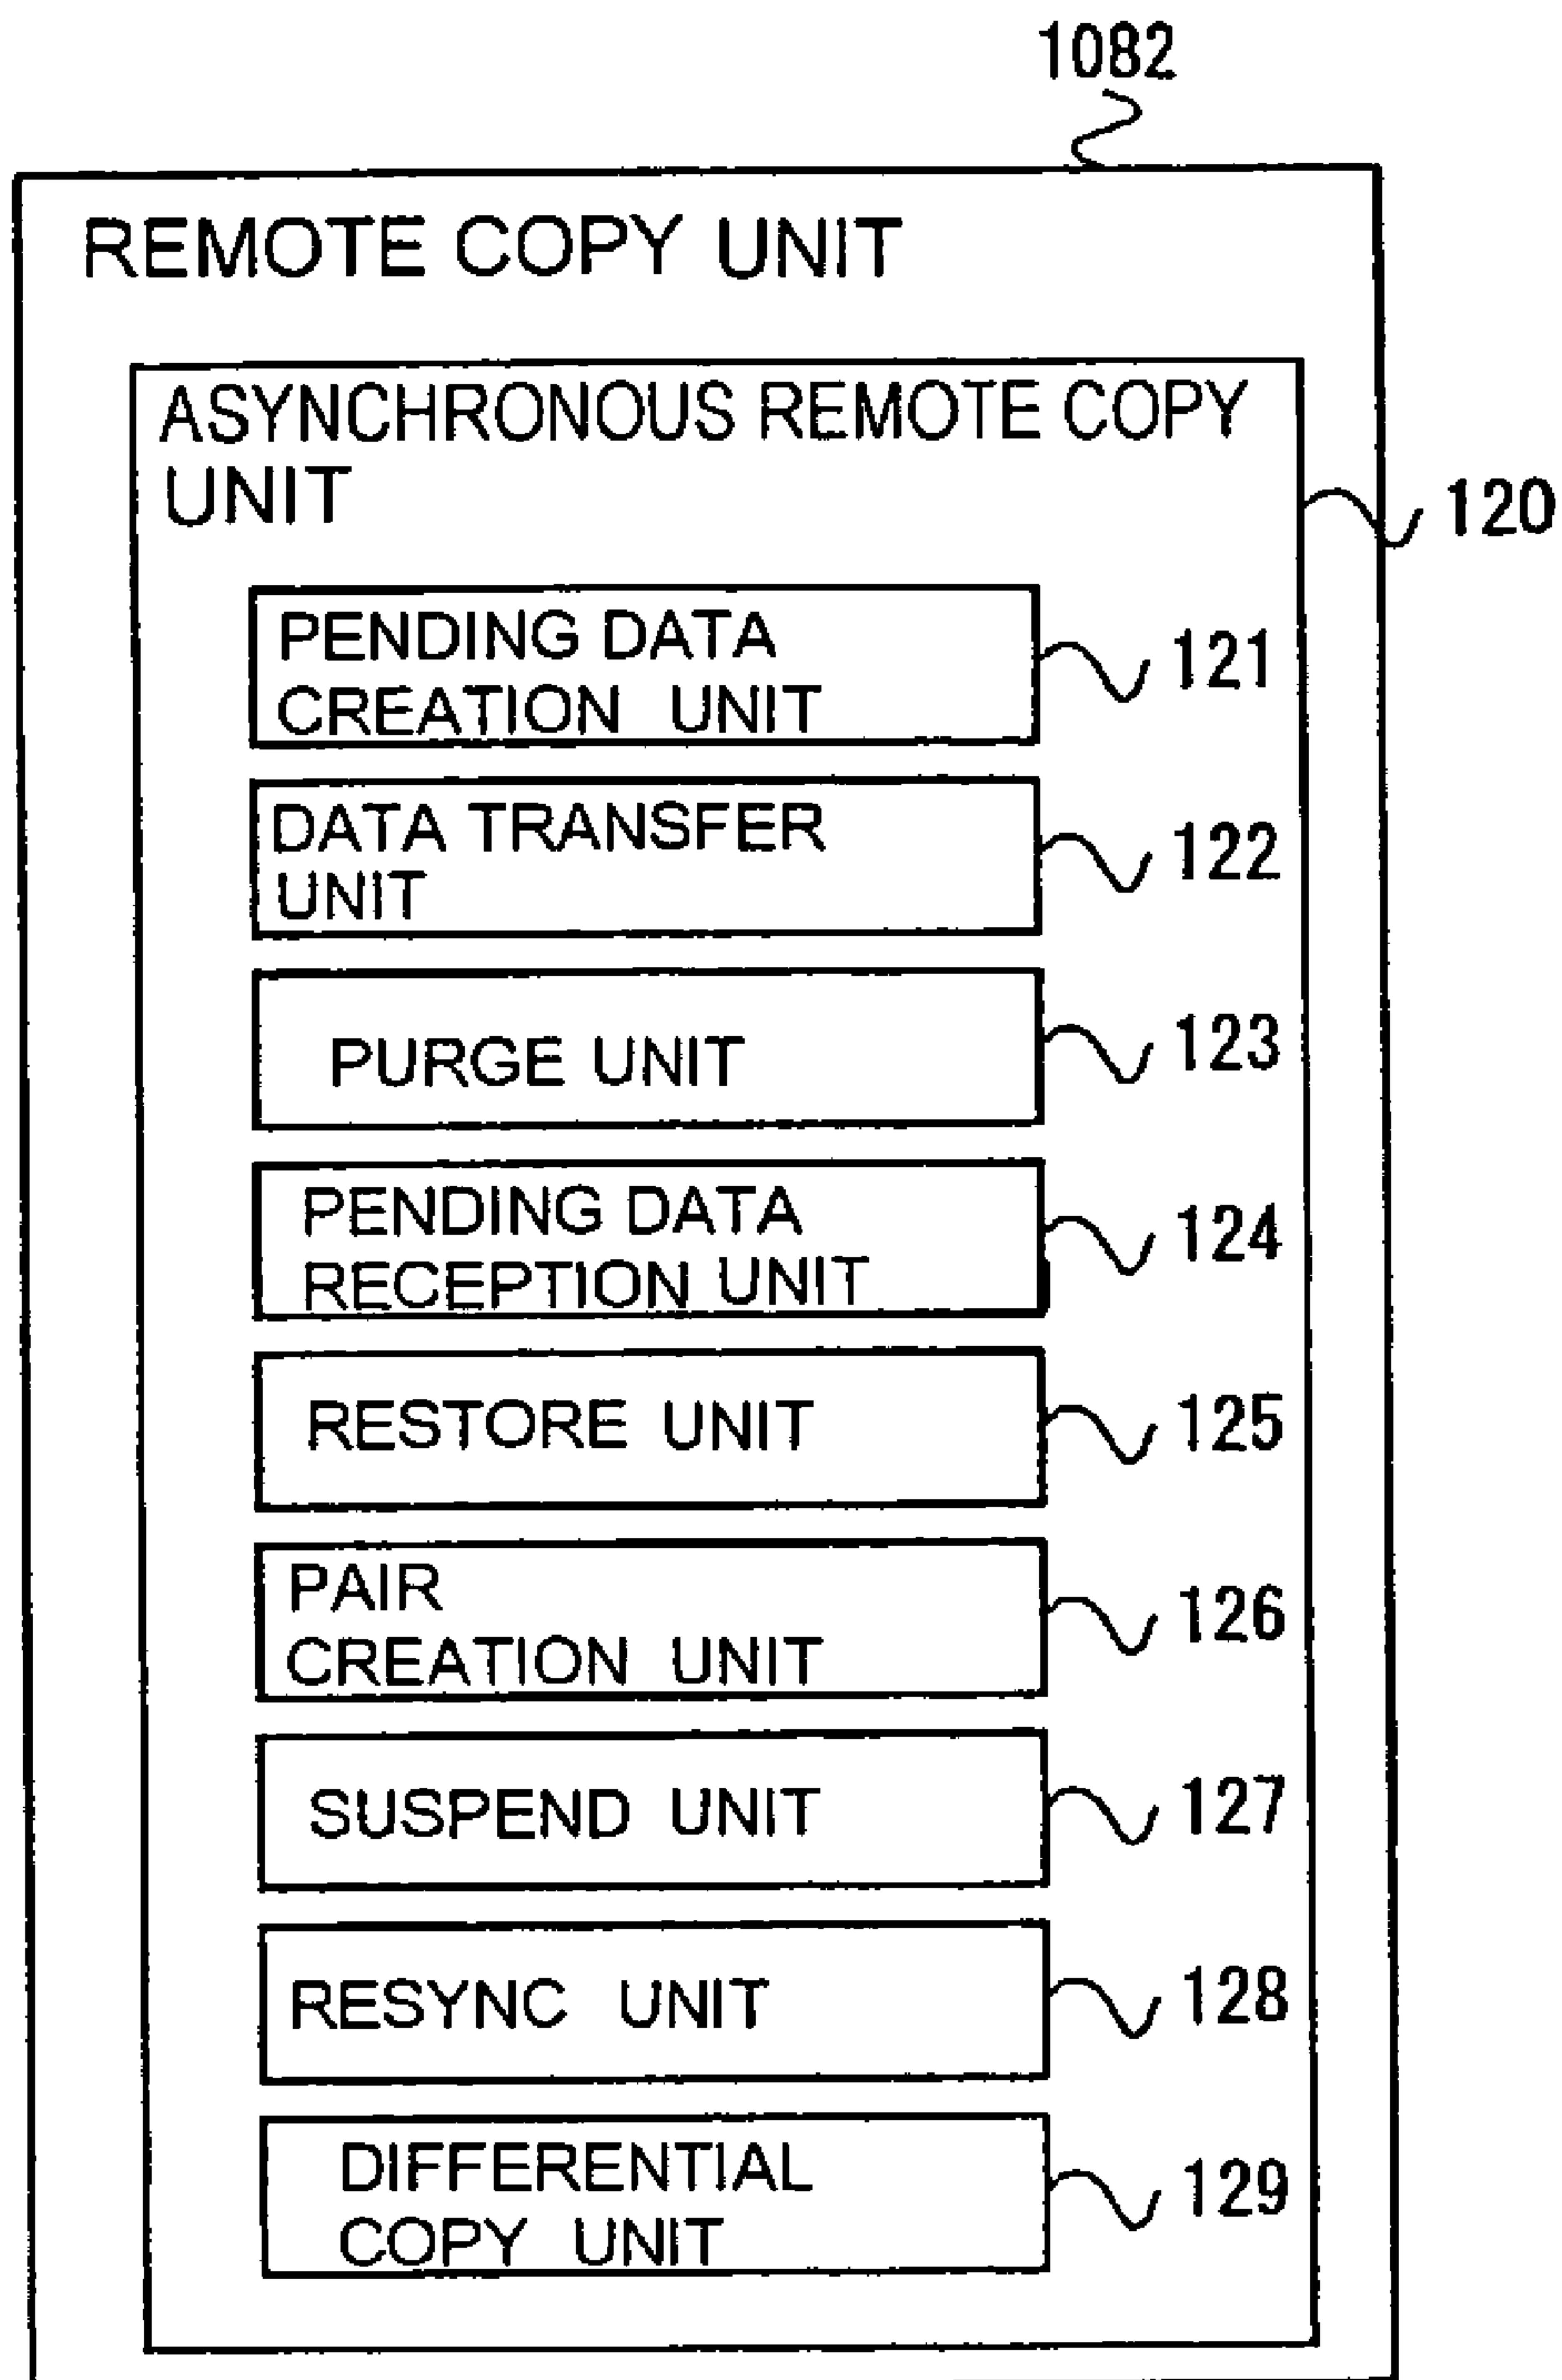 1082
REMOTE COPY UNIT
ASYNCHRONOUS REMOTE COPY
UNIT
120
PENDING DATA
CREATION UNIT
121
DATA TRANSFER
UNIT
122
PURGE UNIT
123
PENDING DATA
RECEPTION UNIT
124
RESTORE UNIT
125
PAIR
CREATION UNIT
126
SUSPEND UNIT
127
RESYNC UNIT
128
DIFFERENTIAL
COPY UNIT
129